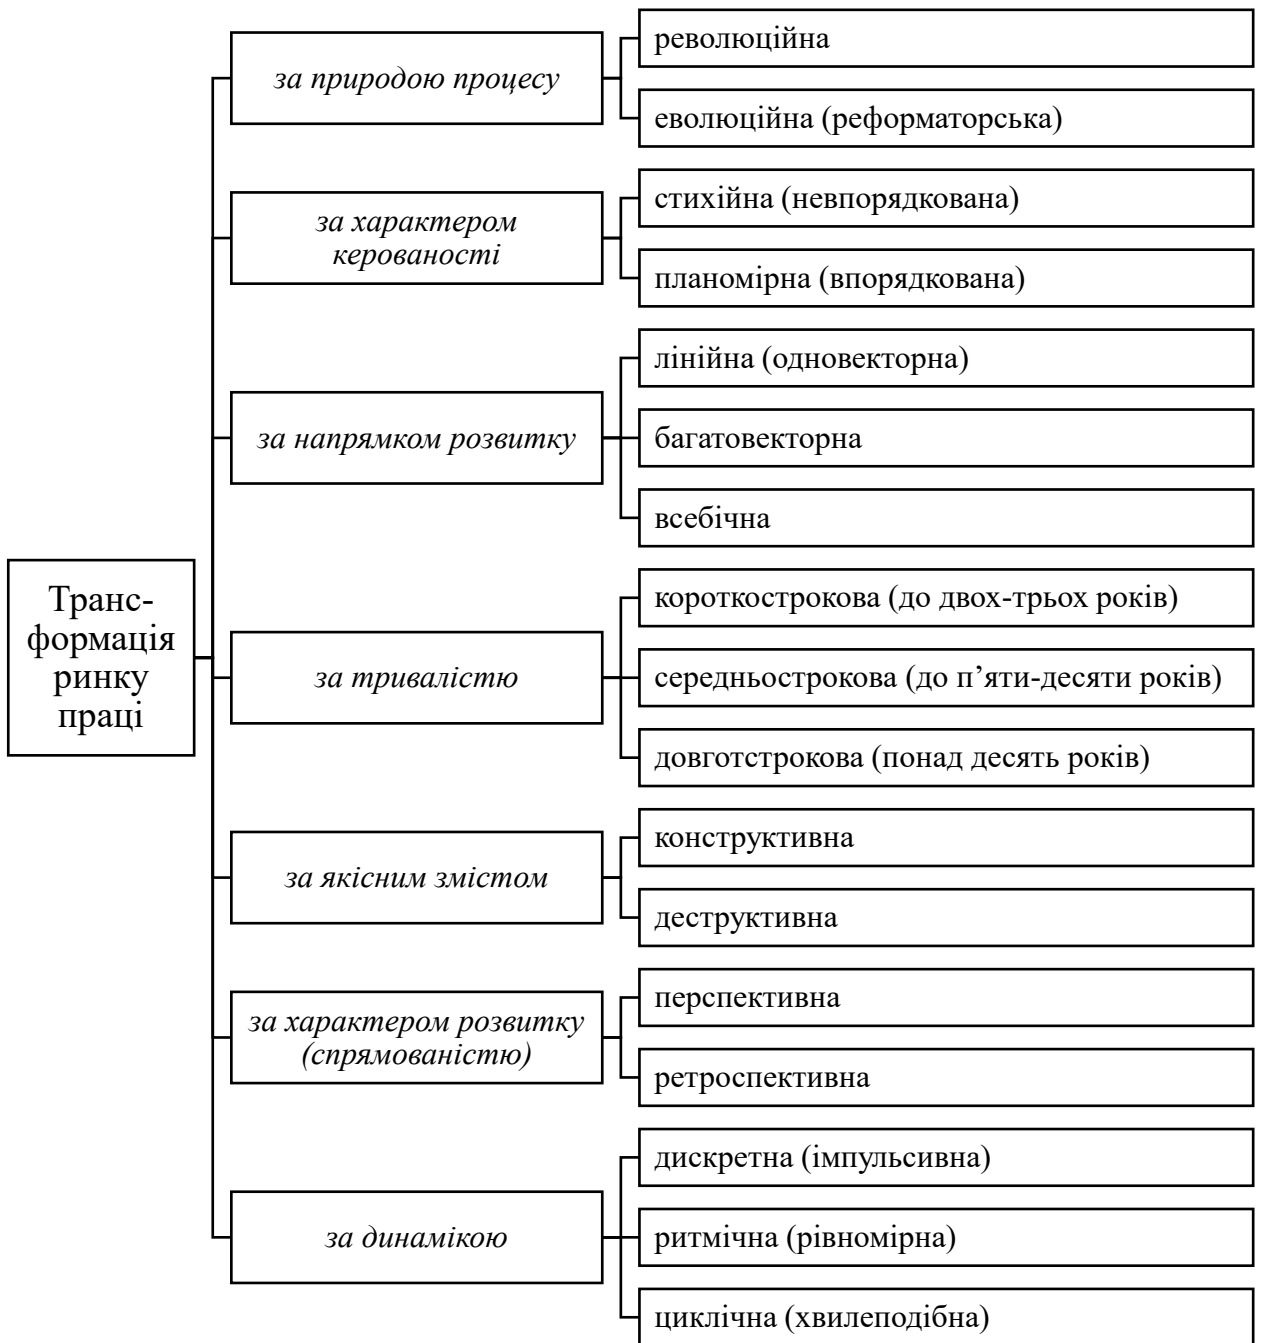 Транс-
формація
ринку
праці
за природою процесу
революційна
еволюційна (реформаторська)
за характером
керованості
стихійна (невпорядкована)
планомірна (впорядкована)
за напрямком розвитку
лінійна (одновекторна)
багатовекторна
всебічна
за тривалістю
короткострокова (до двох-трьох років)
середньострокова (до п’яти-десяти років)
довготстрокова (понад десять років)
за якісним змістом
конструктивна
деструктивна
за характером розвитку
(спрямованістю)
перспективна
ретроспективна
за динамікою
дискретна (імпульсивна)
ритмічна (рівномірна)
циклічна (хвилеподібна)